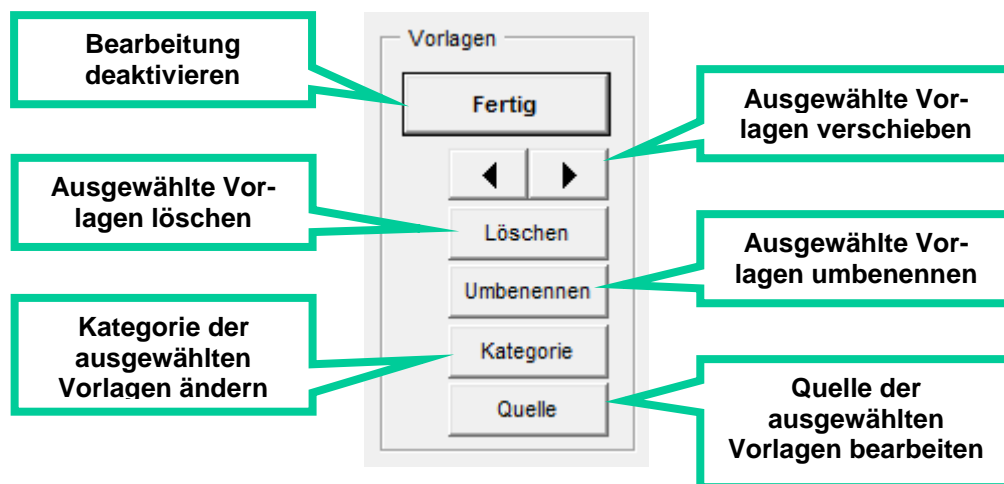 Bearbeitung
deaktivieren
Vorlagen
Fertig
Ausgewählte Vor-
lagen verschieben
Ausgewählte Vor-
lagen löschen
Löschen
Ausgewählte Vor-
lagen umbenennen
Umbenennen
Kategorie der
ausgewählten
Vorlagen ändern
Kategorie
Quelle
Quelle der
ausgewählten
Vorlagen bearbeiten